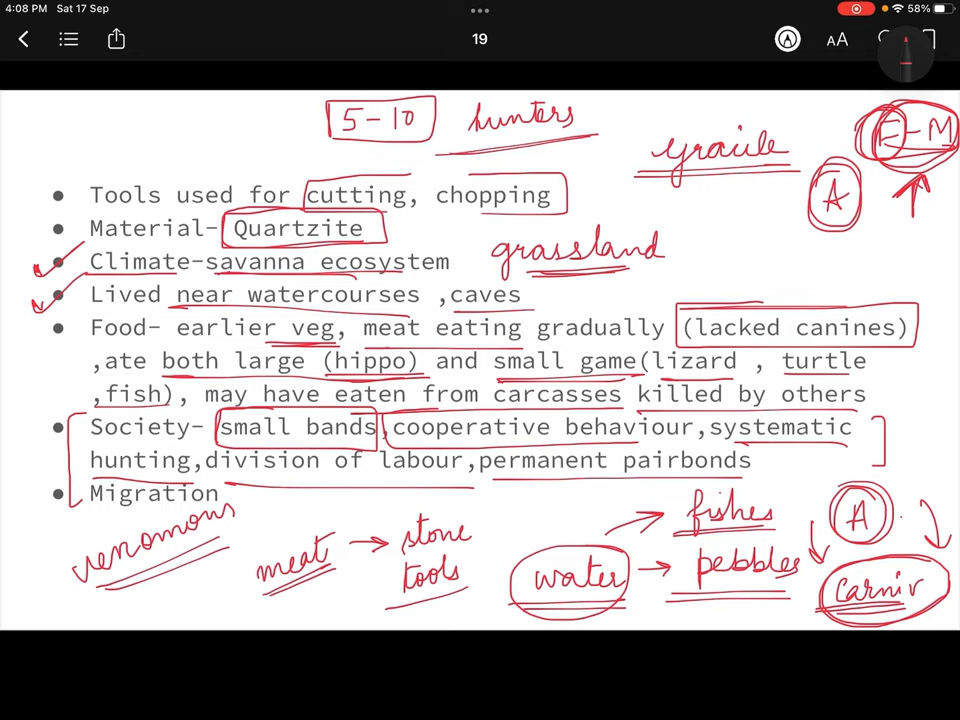 4:08 PM Sat 17 Sep
58%
19
AA
5-10 hunters
gracile
E-M
A
• Tools used for cutting, chopping
• Material- Quartzite
• Climate-savanna ecosystem
grassland
• Lived near watercourses ,caves
• Food- earlier veg, meat eating gradually (lacked canines)
,ate both large (hippo) and small game(lizard , turtle
,fish), may have eaten from carcasses killed by others
• Society- small bands,cooperative behaviour,systematic
hunting,division of labour,permanent pairbonds
• Migration
venomous
meat → stone
tools
water → fishes
→ pebbles
A
carniv